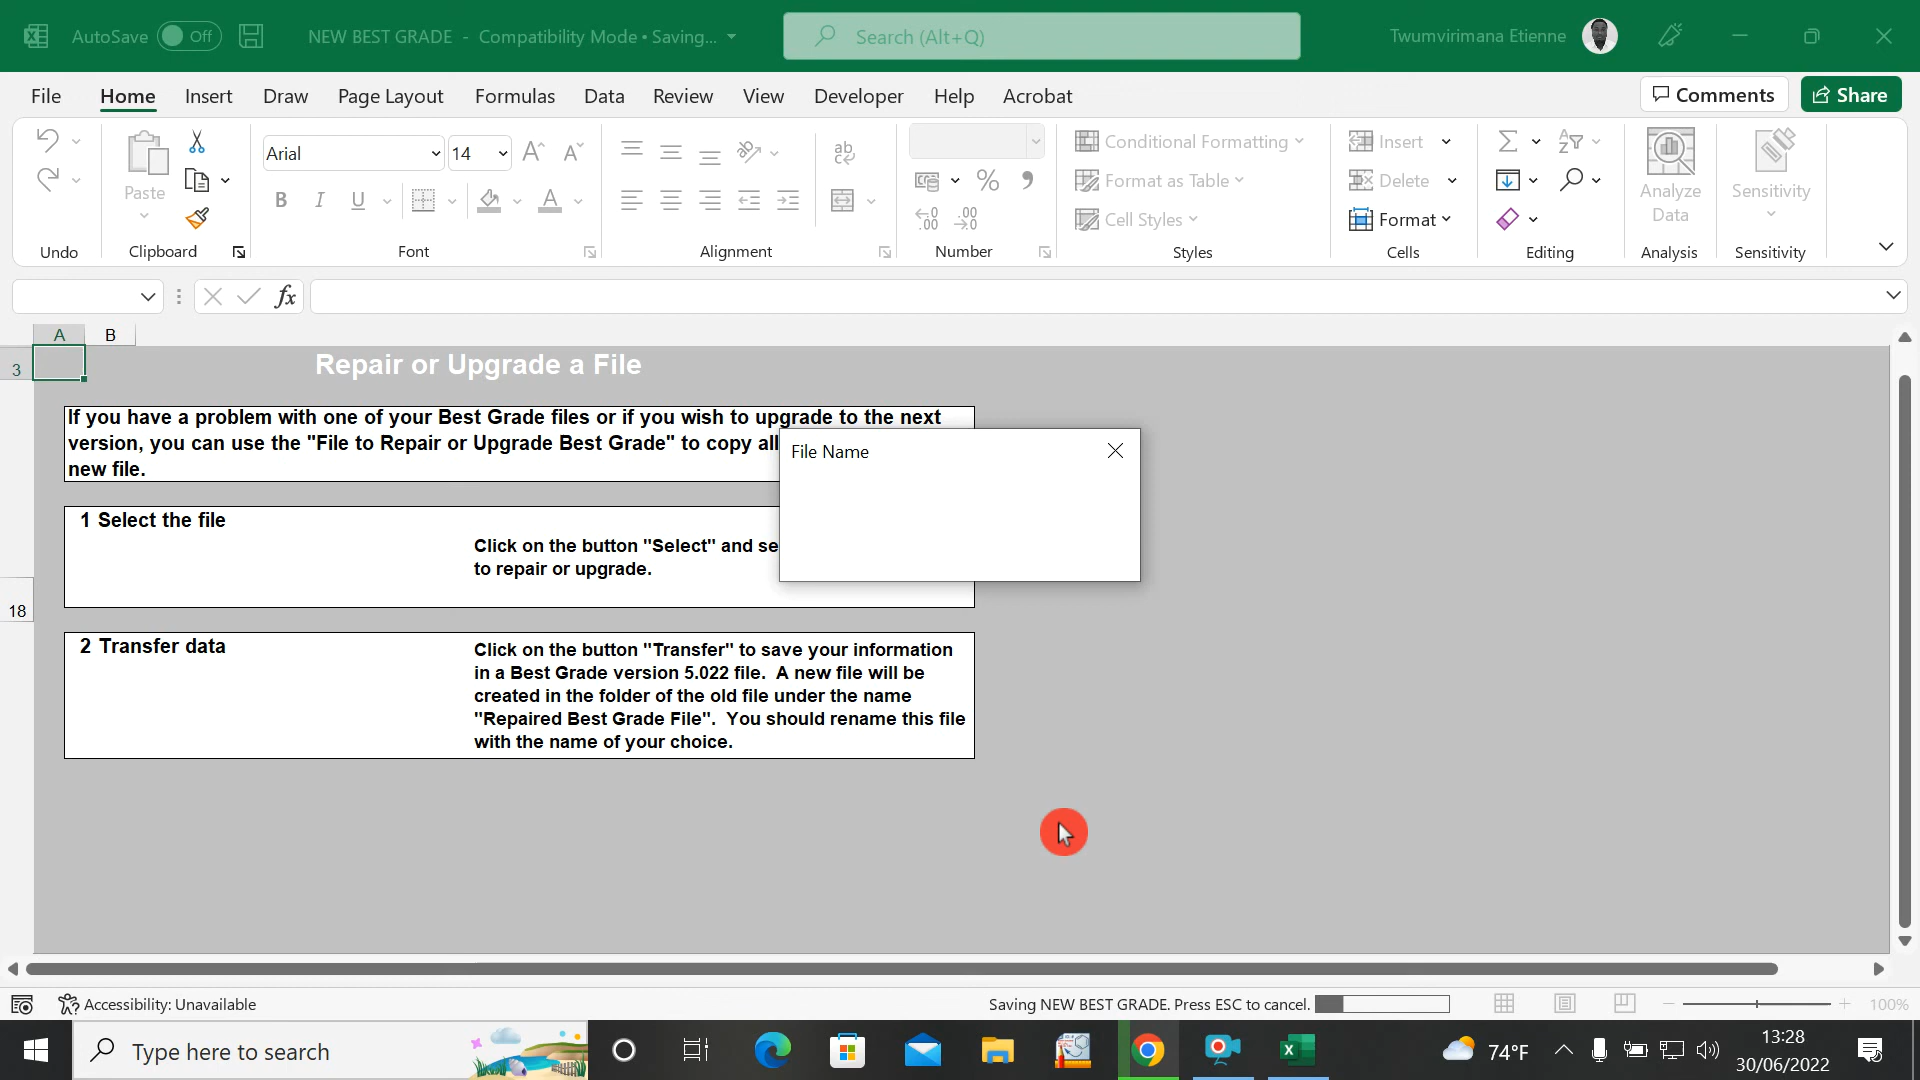 AutoSave Off NEW BEST GRADE - Compatibility Mode • Saving... Search (Alt+Q) Twumvirimana Etienne
File Home Insert Draw Page Layout Formulas Data Review View Developer Help Acrobat Comments Share
Paste
Arial 14
B I U
ab
Conditional Formatting
Format as Table
Cell Styles
Insert
Delete
Format
Analyze
Data
Sensitivity
Undo Clipboard Font Alignment Number Styles Cells Editing Analysis Sensitivity
fx
A B
3
18
Repair or Upgrade a File
If you have a problem with one of your Best Grade files or if you wish to upgrade to the next
version, you can use the "File to Repair or Upgrade Best Grade" to copy all
new file.
File Name
1 Select the file
Click on the button "Select" and se
to repair or upgrade.
2 Transfer data
Click on the button "Transfer" to save your information
in a Best Grade version 5.022 file. A new file will be
created in the folder of the old file under the name
"Repaired Best Grade File". You should rename this file
with the name of your choice.
Accessibility: Unavailable Saving NEW BEST GRADE. Press ESC to cancel. 100%
Type here to search 74°F 13:28
30/06/2022